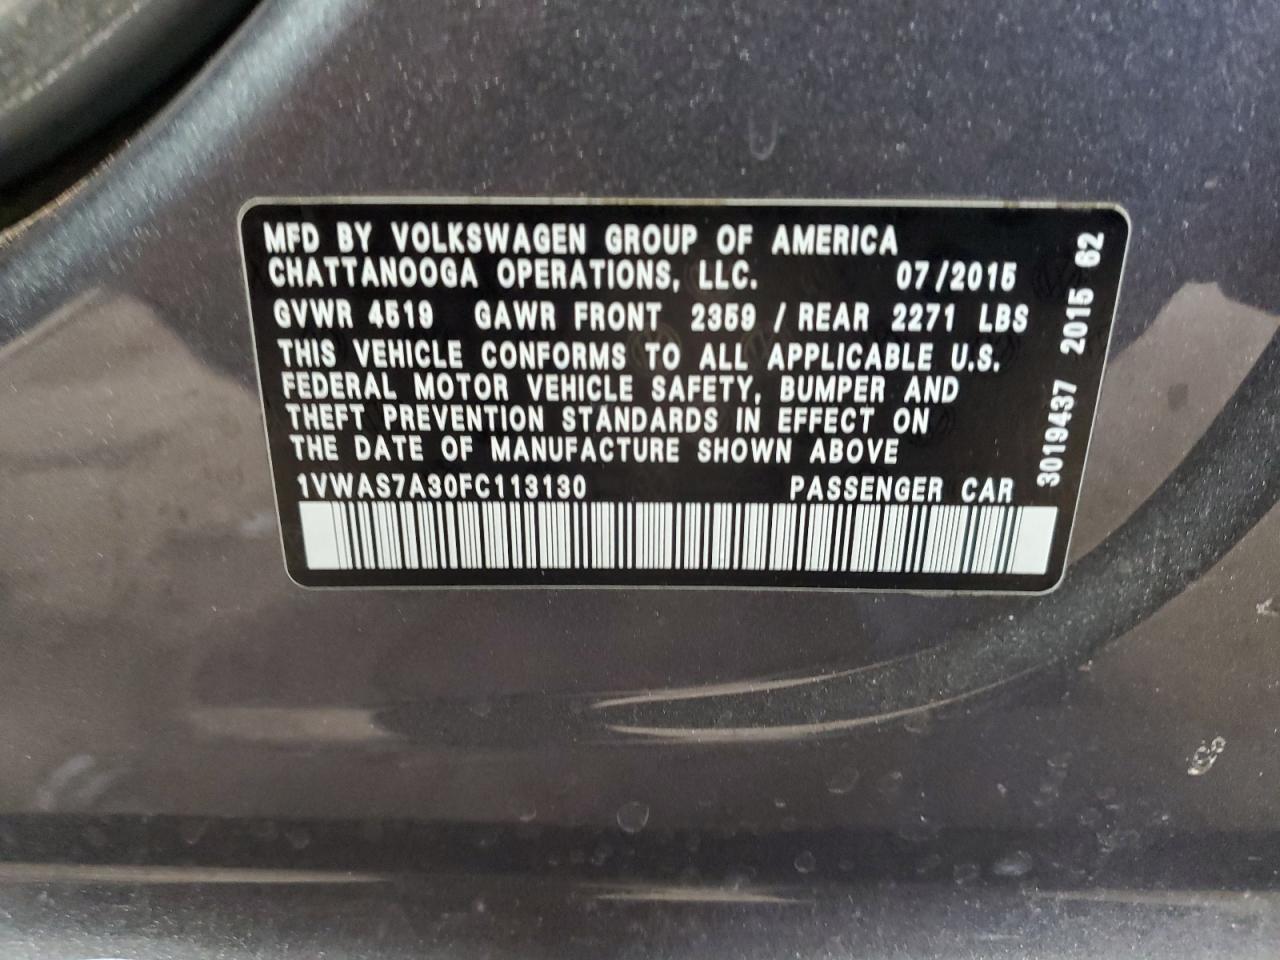 MFD BY VOLKSWAGEN GROUP OF AMERICA
CHATTANOOGA OPERATIONS, LLC. 07/2015
GVWR 4519 GAWR FRONT 2359 / REAR 2271 LBS
THIS VEHICLE CONFORMS TO ALL APPLICABLE U.S.
FEDERAL MOTOR VEHICLE SAFETY, BUMPER AND
THEFT PREVENTION STANDARDS IN EFFECT ON
THE DATE OF MANUFACTURE SHOWN ABOVE
1VWAS7A30FC113130 PASSENGER CAR
3019437 2015 62